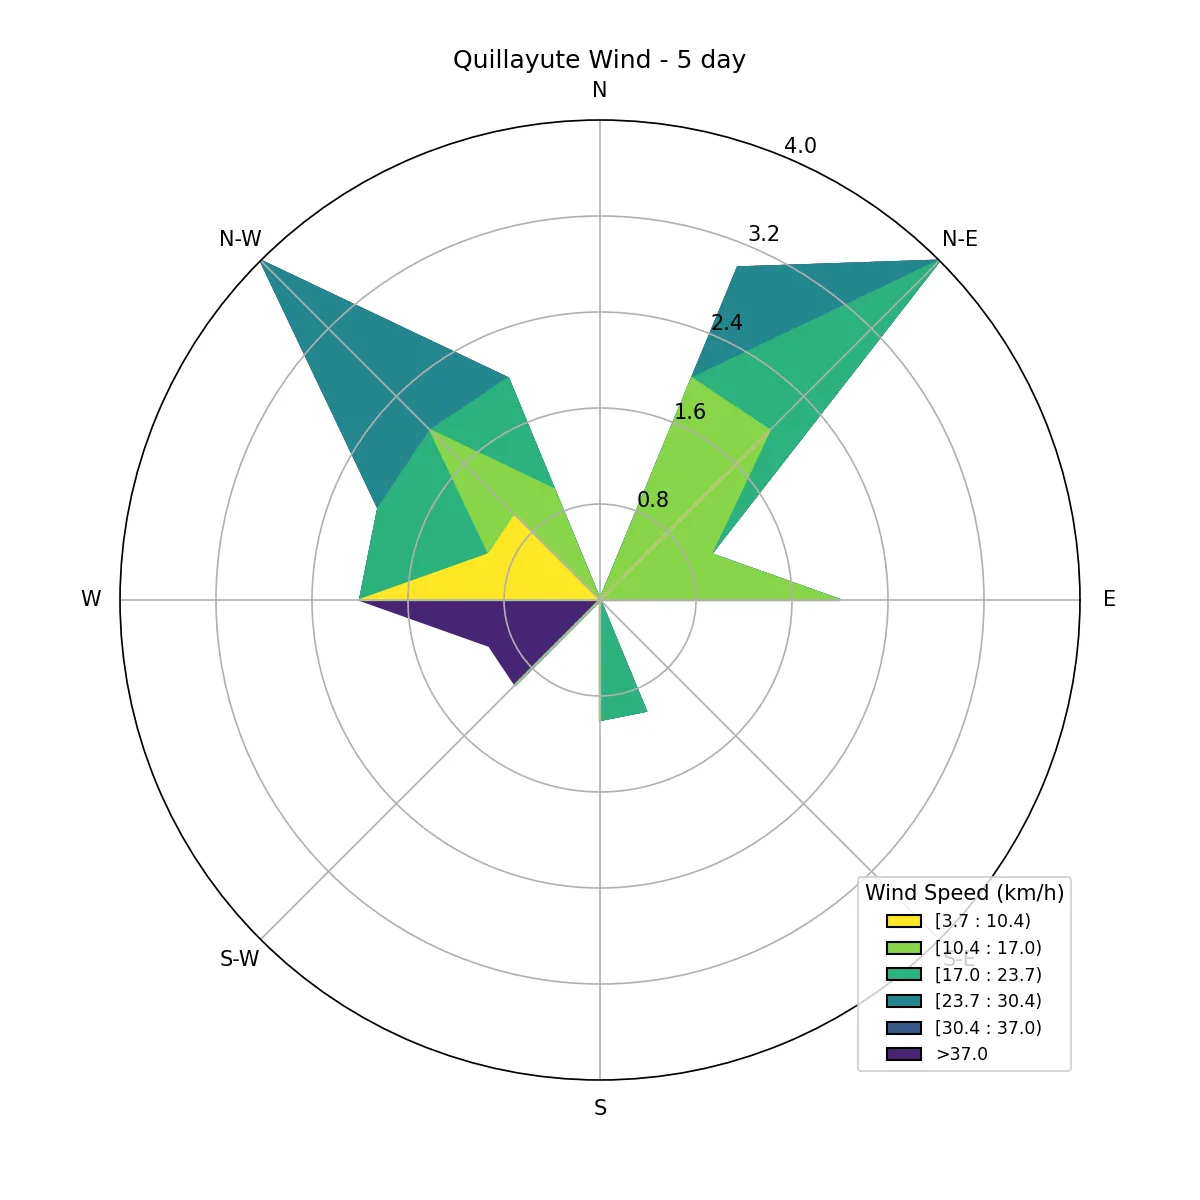 Quillayute Wind - 5 day
N
4.0
3.2
N-W
N-E
2.4
1.6
0.8
W
E
Wind Speed (km/h)
[3.7 : 10.4)
[10.4 : 17.0)
S-W
S-E
[17.0 : 23.7)
[23.7 : 30.4)
[30.4 : 37.0)
>37.0
S